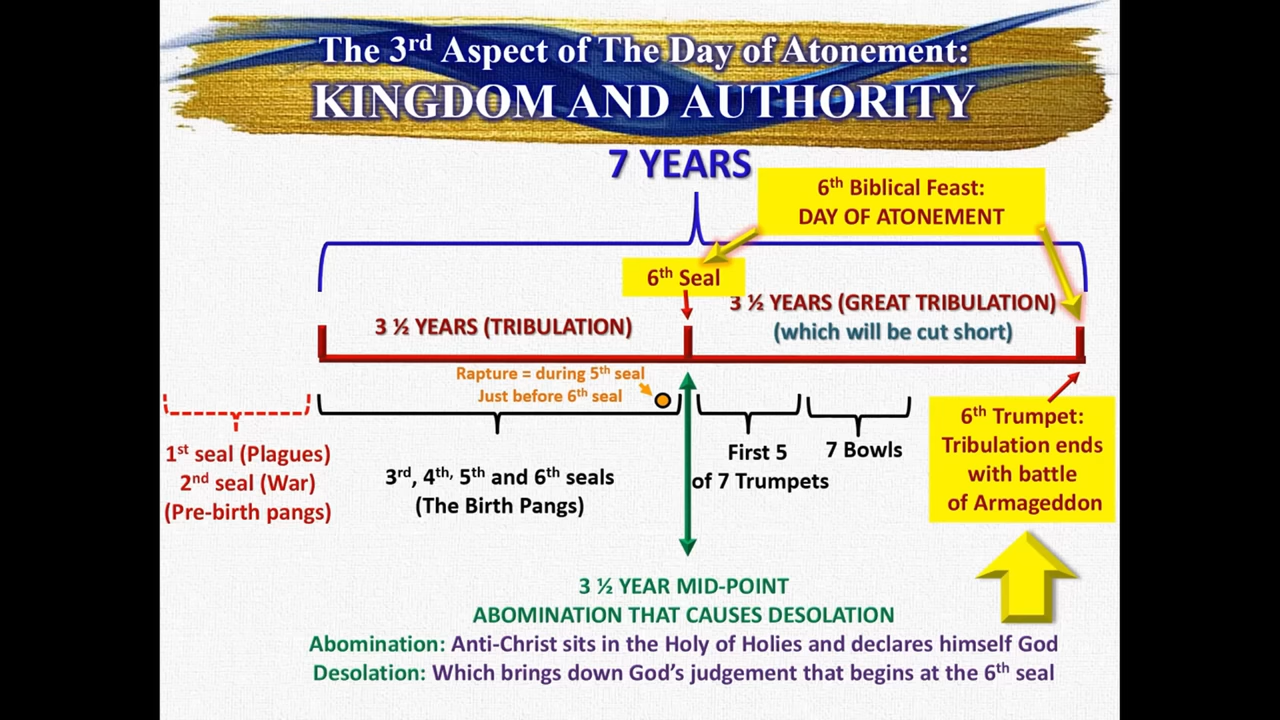 The 3rd Aspect of The Day of Atonement:
KINGDOM AND AUTHORITY
7 YEARS
6th Biblical Feast:
DAY OF ATONEMENT
6th Seal
3 ½ YEARS (TRIBULATION)
3 ½ YEARS (GREAT TRIBULATION)
(which will be cut short)
Rapture = during 5th seal
Just before 6th seal
1st seal (Plagues)
2nd seal (War)
(Pre-birth pangs)
3rd, 4th, 5th and 6th seals
(The Birth Pangs)
First 5
of 7 Trumpets
7 Bowls
6th Trumpet:
Tribulation ends
with battle
of Armageddon
3 ½ YEAR MID-POINT
ABOMINATION THAT CAUSES DESOLATION
Abomination: Anti-Christ sits in the Holy of Holies and declares himself God
Desolation: Which brings down God's judgement that begins at the 6th seal